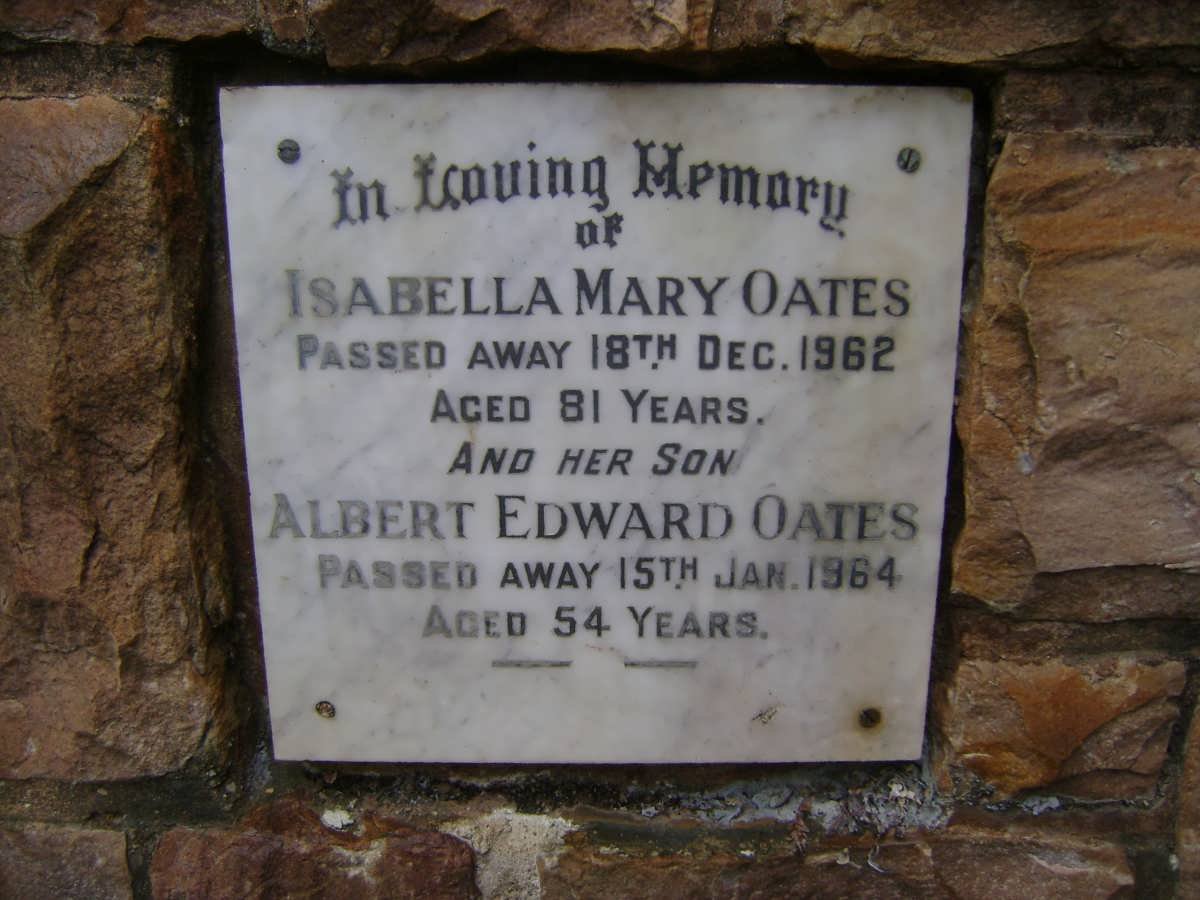 In Loving Memory
of
ISABELLA MARY OATES
PASSED AWAY 18TH. DEC. 1962
AGED 81 YEARS.
AND HER SON
ALBERT EDWARD OATES
PASSED AWAY 15TH. JAN. 1964
AGED 54 YEARS.